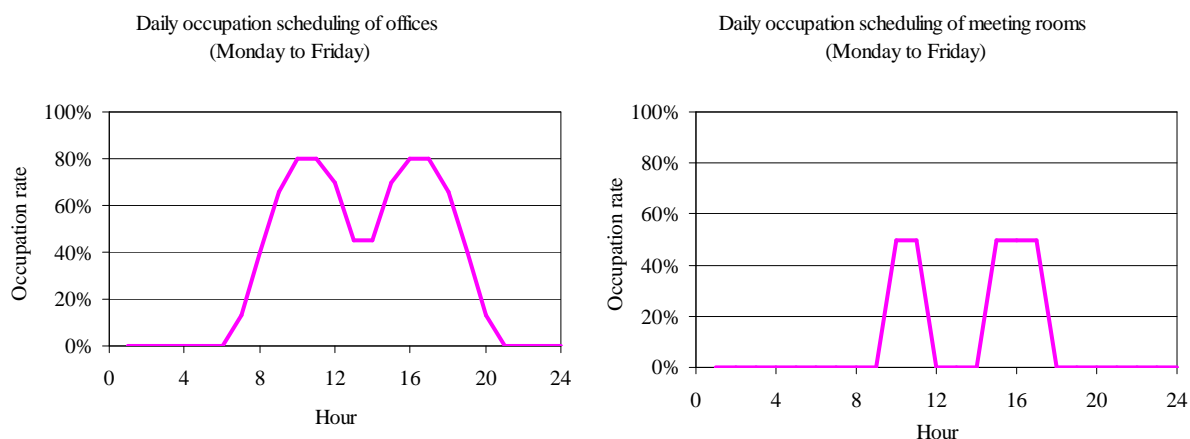 Daily occupation scheduling of offices
(Monday to Friday)
100%
80%
60%
40%
20%
0%
Occupation rate
0 4 8 12 16 20 24
Hour
Daily occupation scheduling of meeting rooms
(Monday to Friday)
100%
80%
60%
40%
20%
0%
Occupation rate
0 4 8 12 16 20 24
Hour